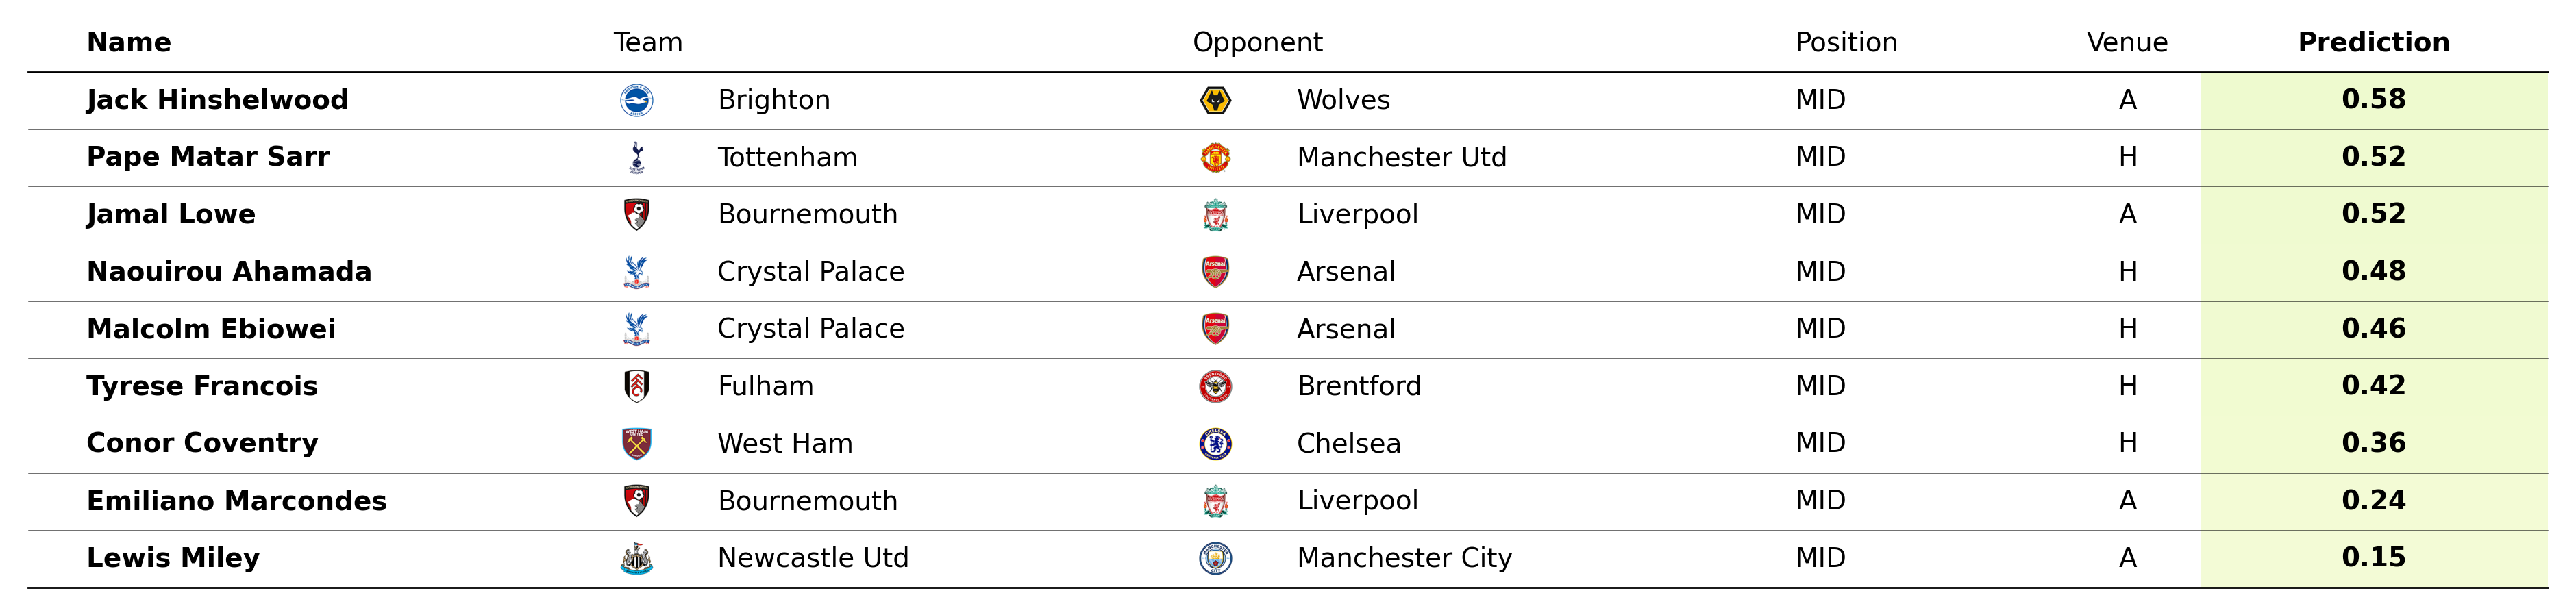 Name Team Opponent Position Venue Prediction
Jack Hinshelwood Brighton Wolves MID A 0.58
Pape Matar Sarr Tottenham Manchester Utd MID H 0.52
Jamal Lowe Bournemouth Liverpool MID A 0.52
Naouirou Ahamada Crystal Palace Arsenal MID H 0.48
Malcolm Ebiowei Crystal Palace Arsenal MID H 0.46
Tyrese Francois Fulham Brentford MID H 0.42
Conor Coventry West Ham Chelsea MID H 0.36
Emiliano Marcondes Bournemouth Liverpool MID A 0.24
Lewis Miley Newcastle Utd Manchester City MID A 0.15